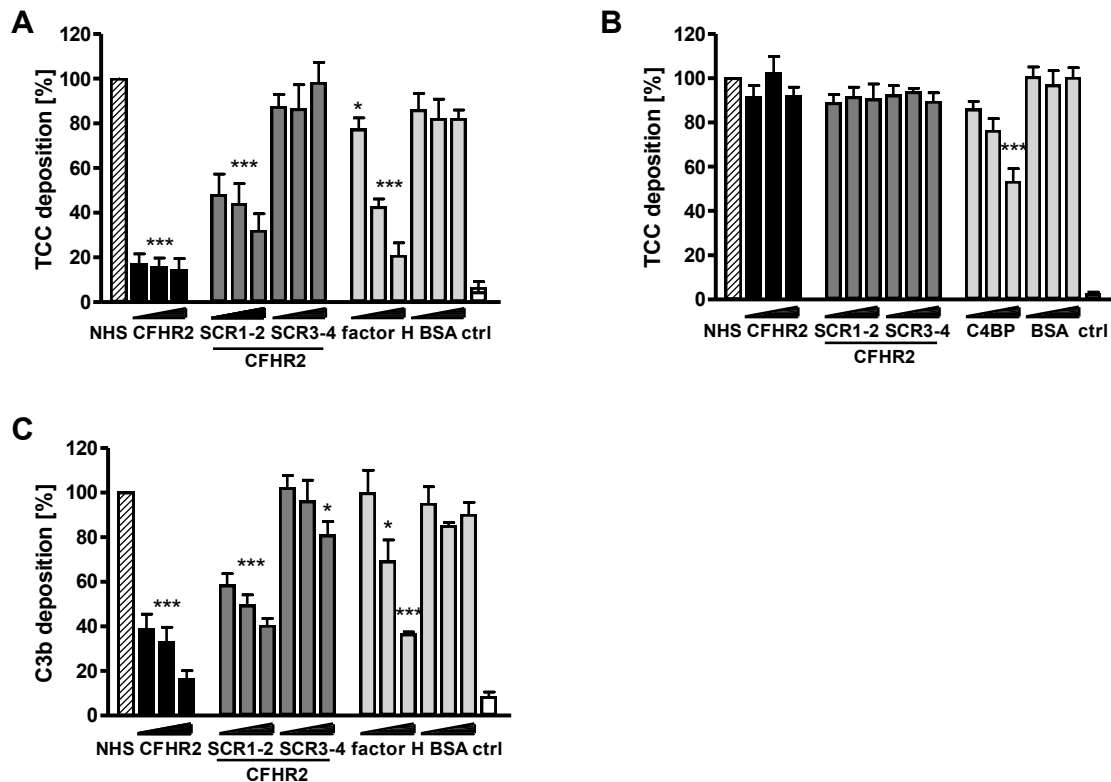 A
TCC deposition [%]
120
100
80
60
40
20
0
***
***
*
***
NHS CFHR2 SCR1-2 SCR3-4 factor H BSA ctrl
CFHR2
B
TCC deposition [%]
120
100
80
60
40
20
0
***
NHS CFHR2 SCR1-2 SCR3-4 C4BP BSA ctrl
CFHR2
C
C3b deposition [%]
120
100
80
60
40
20
0
***
***
*
*
***
NHS CFHR2 SCR1-2 SCR3-4 factor H BSA ctrl
CFHR2